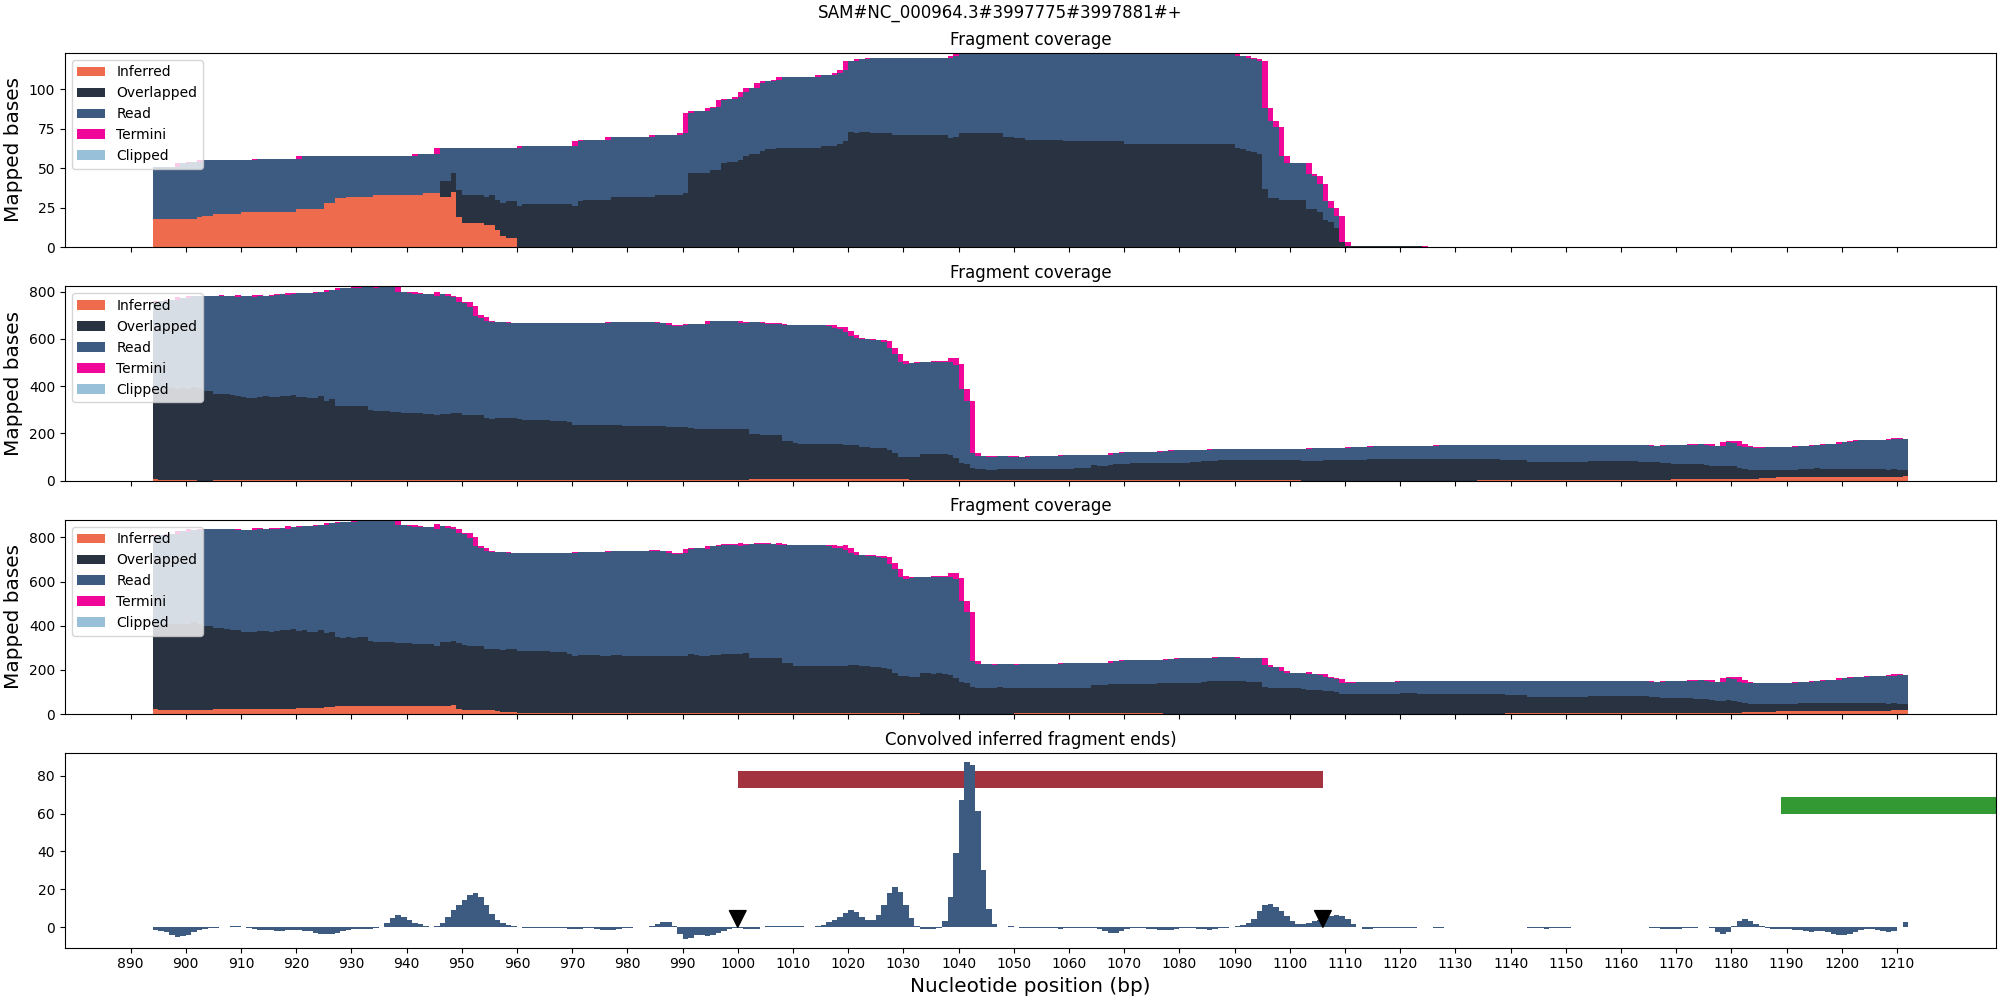 SAM#NC_000964.3#3997775#3997881#+
Fragment coverage
Mapped bases
100
75
50
25
0
Inferred
Overlapped
Read
Termini
Clipped
Fragment coverage
Mapped bases
800
600
400
200
0
Inferred
Overlapped
Read
Termini
Clipped
Fragment coverage
Mapped bases
800
600
400
200
0
Inferred
Overlapped
Read
Termini
Clipped
Convolved inferred fragment ends)
80
60
40
20
0
890 900 910 920 930 940 950 960 970 980 990 1000 1010 1020 1030 1040 1050 1060 1070 1080 1090 1100 1110 1120 1130 1140 1150 1160 1170 1180 1190 1200 1210
Nucleotide position (bp)